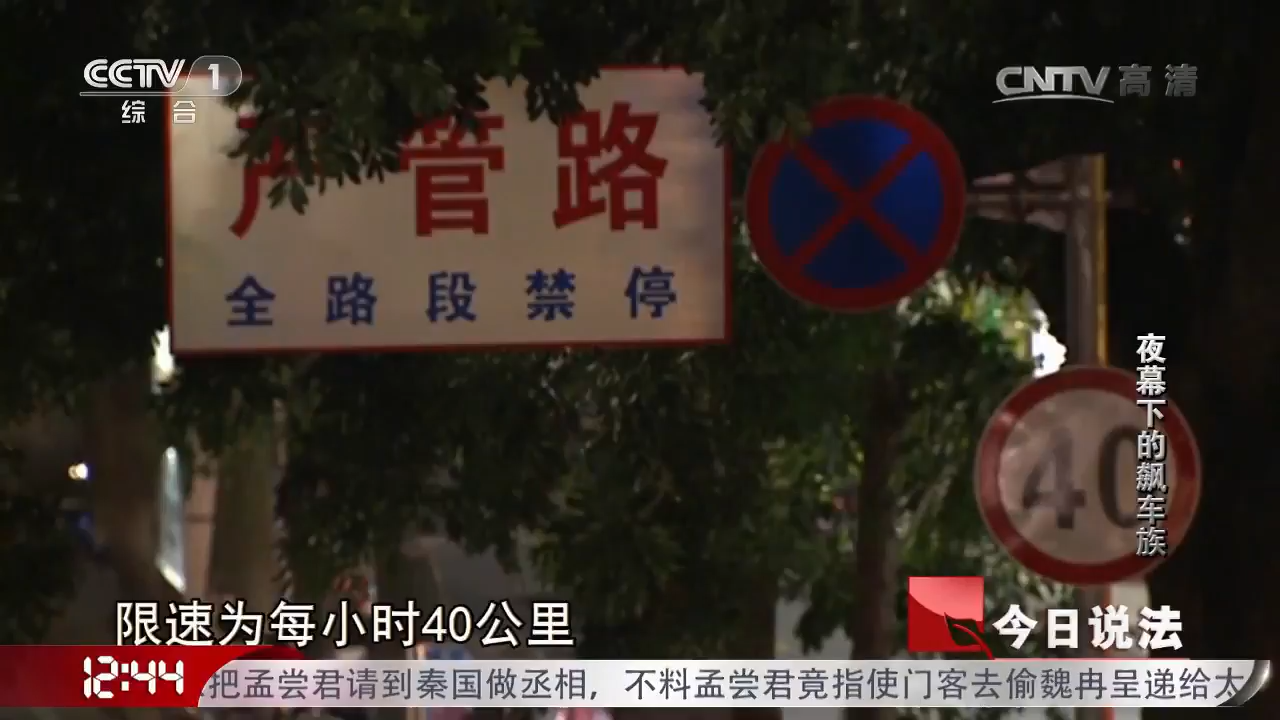 CCTV 1
综合
CNTV 高清
严管路
全路段禁停
40
夜幕下的飙车族
限速为每小时40公里
今日说法
12:44
把孟尝君请到秦国做丞相，不料孟尝君竟指使门客去偷魏冉呈递给太